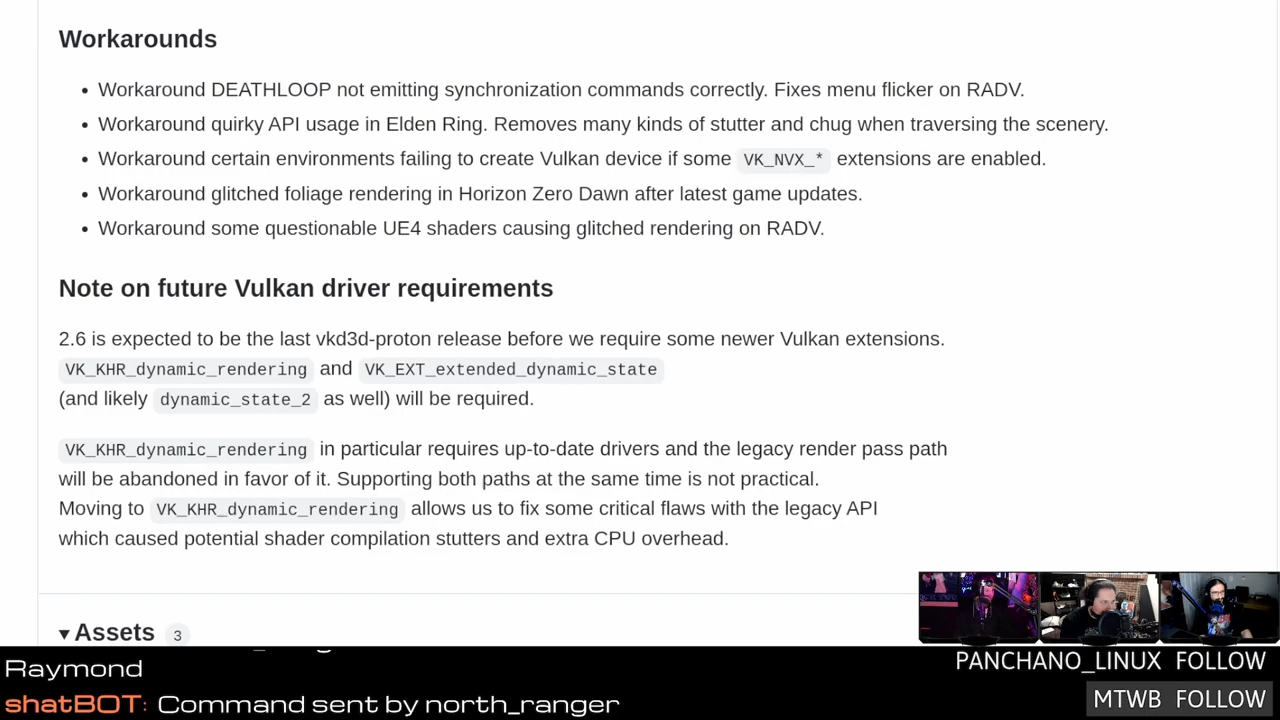 Workarounds
• Workaround DEATHLOOP not emitting synchronization commands correctly. Fixes menu flicker on RADV.
• Workaround quirky API usage in Elden Ring. Removes many kinds of stutter and chug when traversing the scenery.
• Workaround certain environments failing to create Vulkan device if some VK_NVX_* extensions are enabled.
• Workaround glitched foliage rendering in Horizon Zero Dawn after latest game updates.
• Workaround some questionable UE4 shaders causing glitched rendering on RADV.
Note on future Vulkan driver requirements
2.6 is expected to be the last vkd3d-proton release before we require some newer Vulkan extensions.
VK_KHR_dynamic_rendering and VK_EXT_extended_dynamic_state
(and likely dynamic_state_2 as well) will be required.
VK_KHR_dynamic_rendering in particular requires up-to-date drivers and the legacy render pass path
will be abandoned in favor of it. Supporting both paths at the same time is not practical.
Moving to VK_KHR_dynamic_rendering allows us to fix some critical flaws with the legacy API
which caused potential shader compilation stutters and extra CPU overhead.
▾ Assets 3
Raymond
shatBOT: Command sent by north_ranger
PANCHANO_LINUX FOLLOW
MTWB FOLLOW